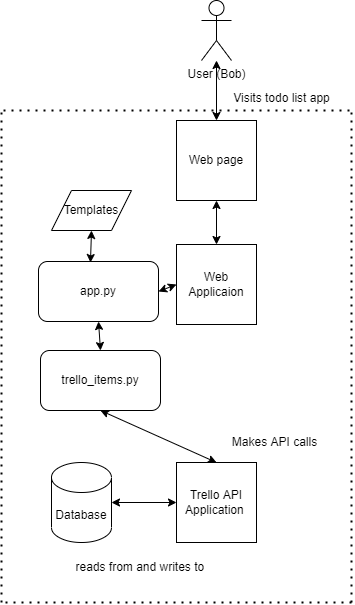 User (Bob)
Visits todo list app
Web page
Templates
Web
Applicaion
app.py
trello_items.py
Makes API calls
Trello API
Application
Database
reads from and writes to